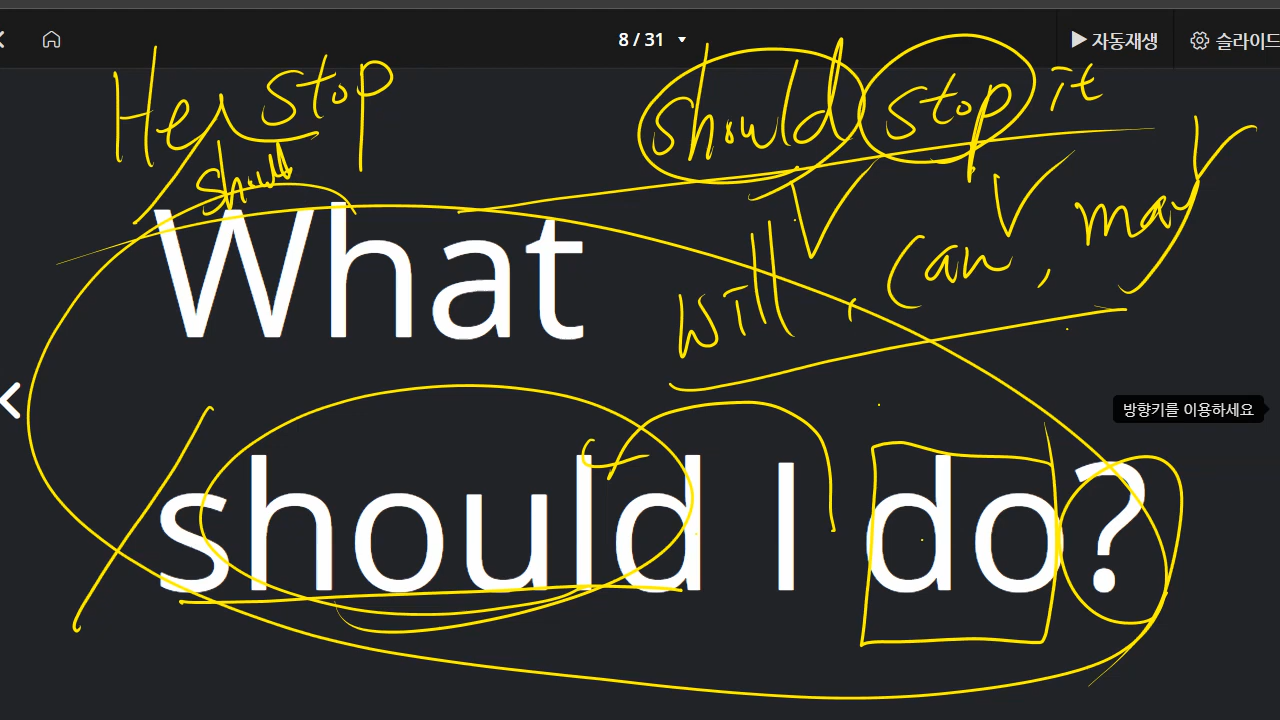 8 / 31
자동재생
슬라이드
He stop
should stop it
should
will, can, may
What
방향키를 이용하세요
should I do?